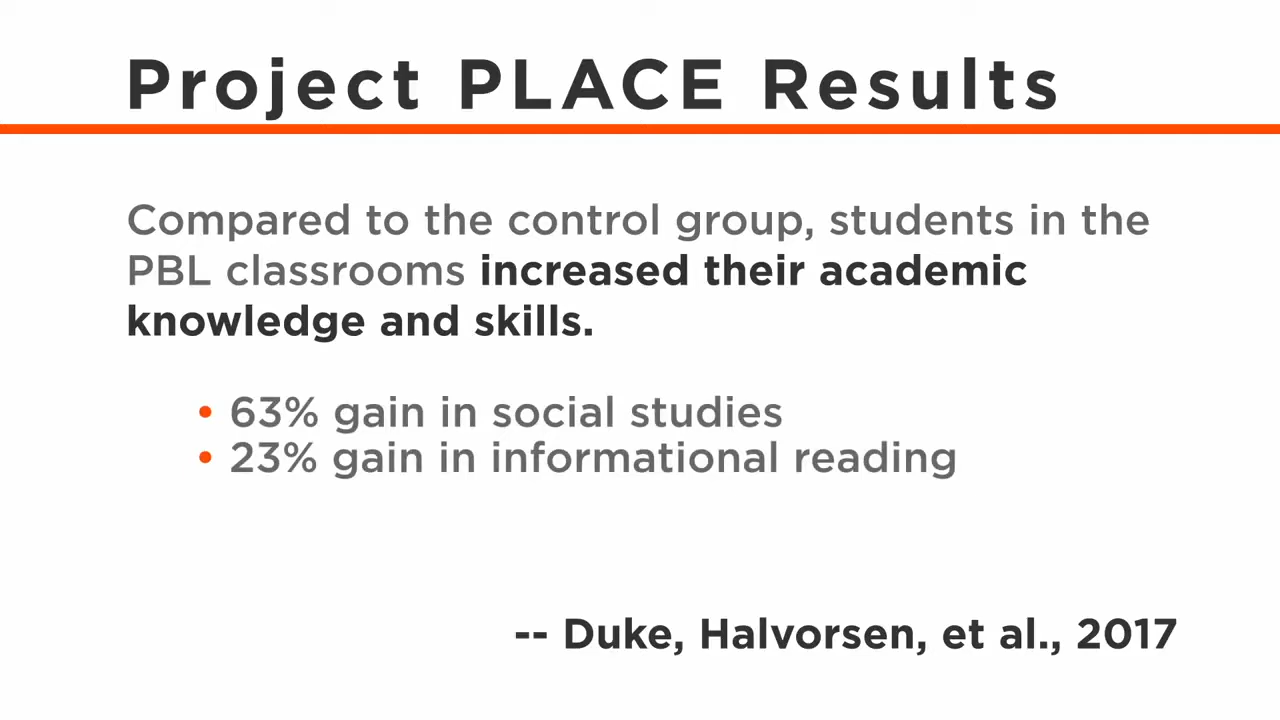 Project PLACE Results
Compared to the control group, students in the
PBL classrooms increased their academic
knowledge and skills.
• 63% gain in social studies
• 23% gain in informational reading
-- Duke, Halvorsen, et al., 2017